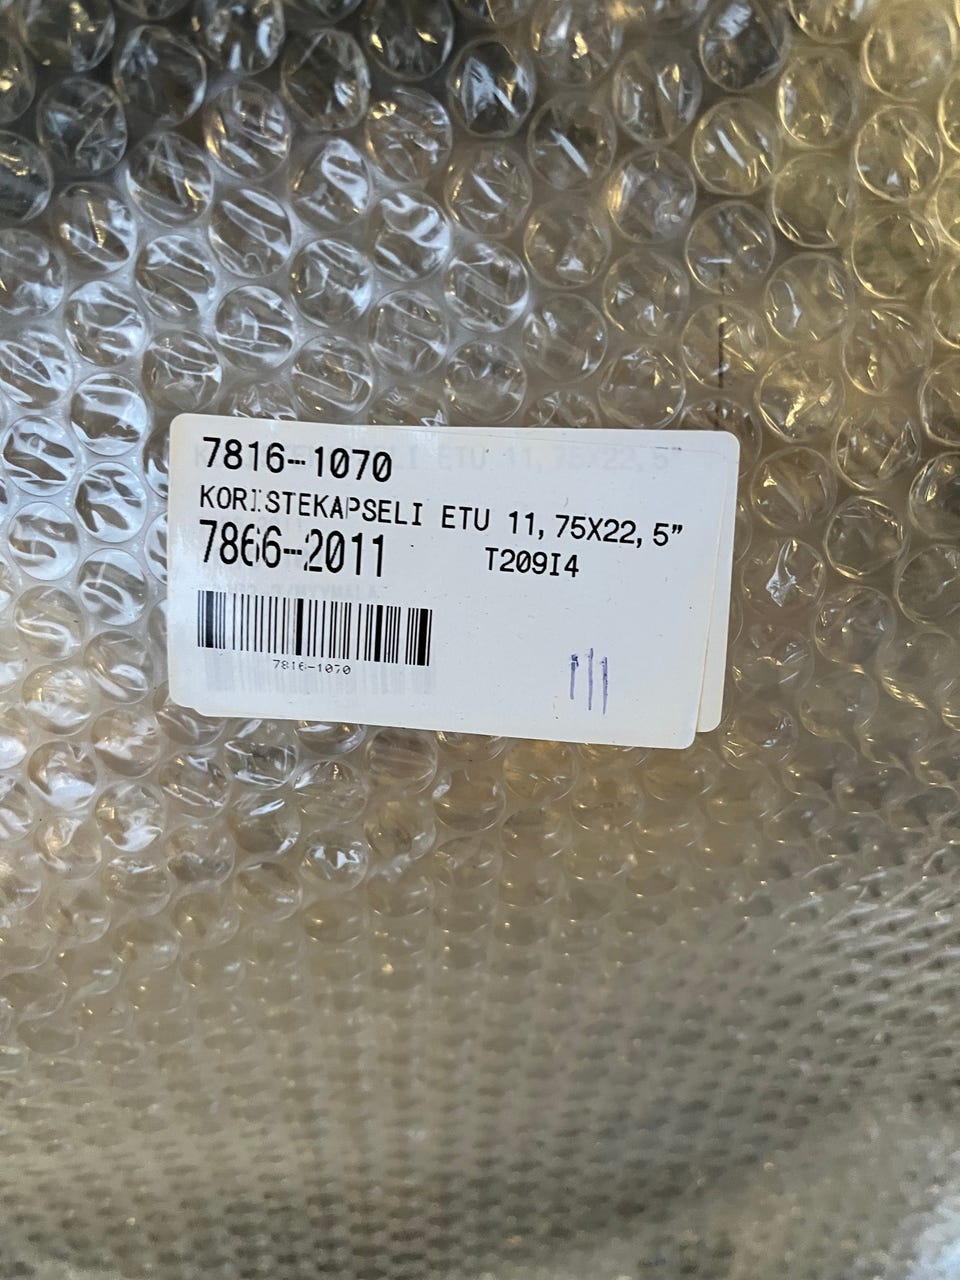 7816-1070
KORISTEKAPSELI ETU 11,75X22,5"
7866-2011 T209I4
7816-1070